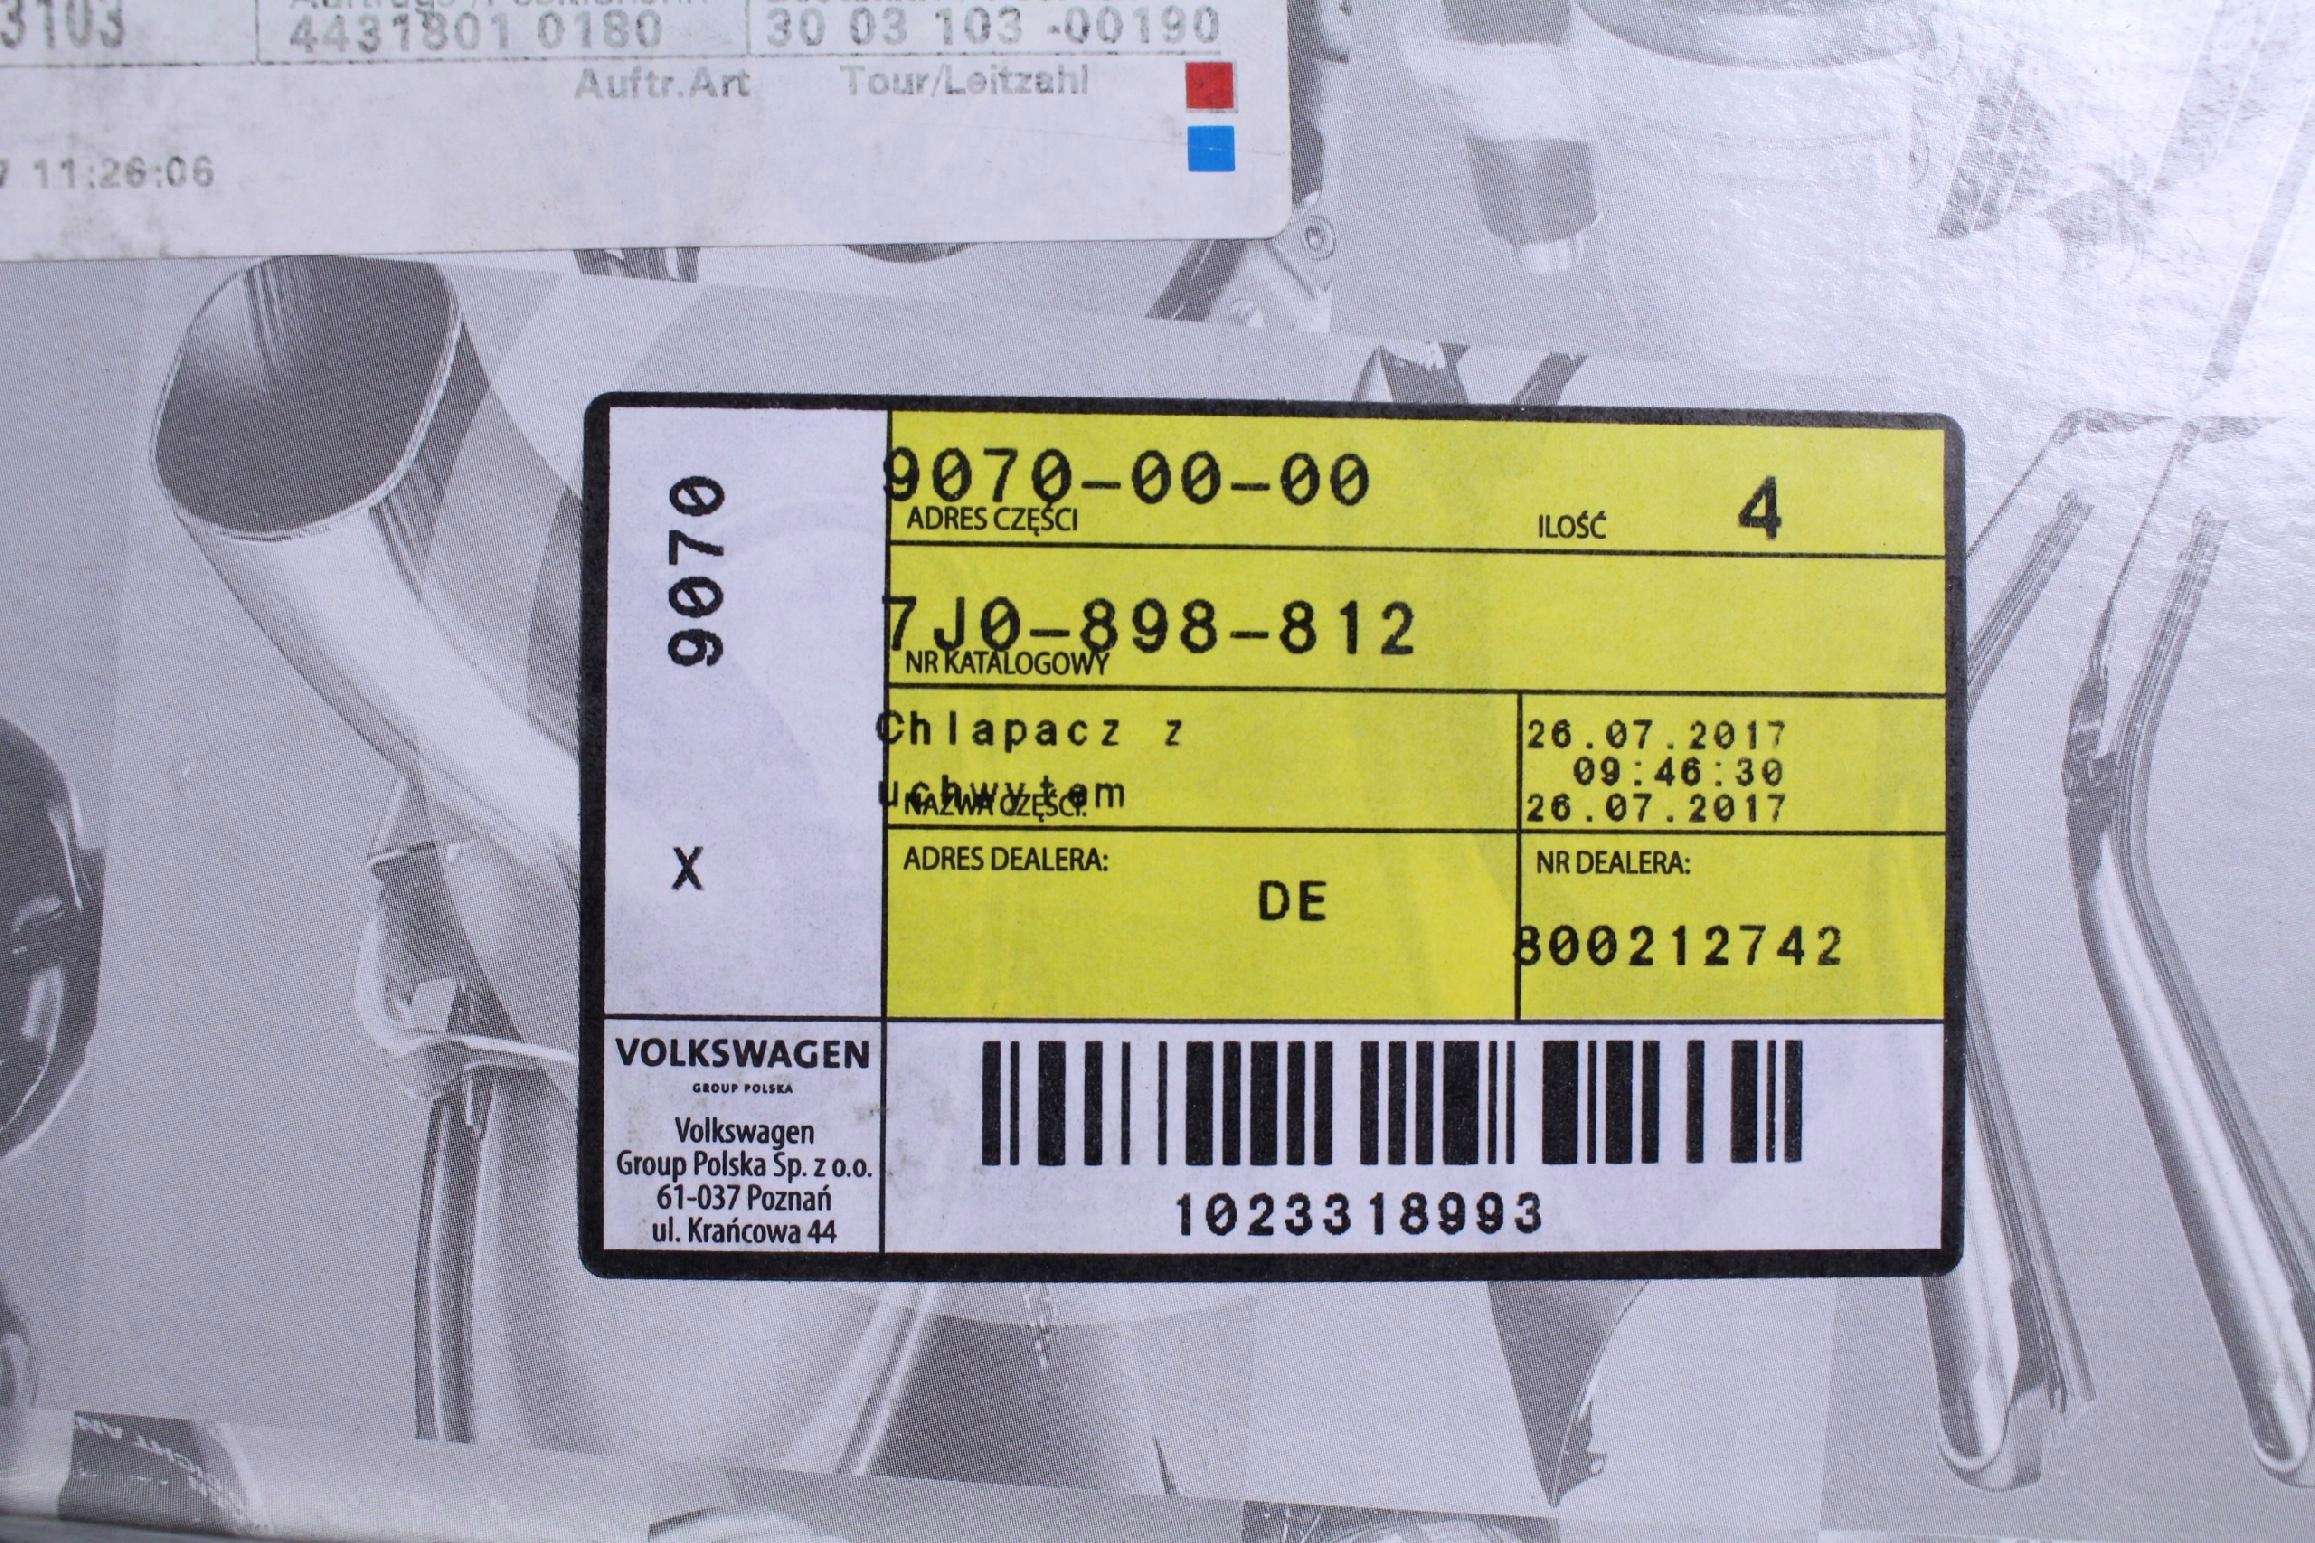 3103
4431801 0180
30 03 103 -00190
Auftr.Art
Tour/Leitzahl
11:26:06
9070
X
9070-00-00
ADRES CZĘŚCI
ILOŚĆ
4
7J0-898-812
NR KATALOGOWY
Chlapacz z
uchwytem
NAZWA CZĘŚCI:
26.07.2017
09:46:30
26.07.2017
ADRES DEALERA:
DE
NR DEALERA:
800212742
VOLKSWAGEN
GROUP POLSKA
Volkswagen
Group Polska Sp. z o.o.
61-037 Poznań
ul. Krańcowa 44
1023318993